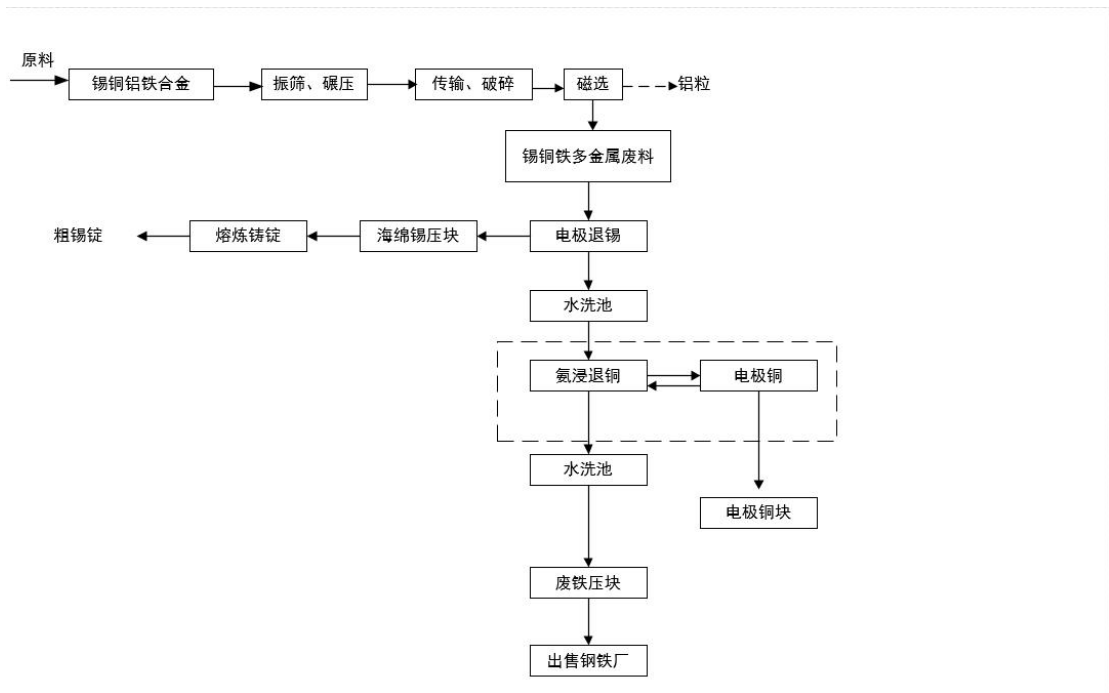 原料
锡铜铝铁合金
振筛、碾压
传输、破碎
磁选
铝粒
锡铜铁多金属废料
粗锡锭
熔炼铸锭
海绵锡压块
电极退锡
水洗池
氨浸退铜
电极铜
水洗池
电极铜块
废铁压块
出售钢铁厂